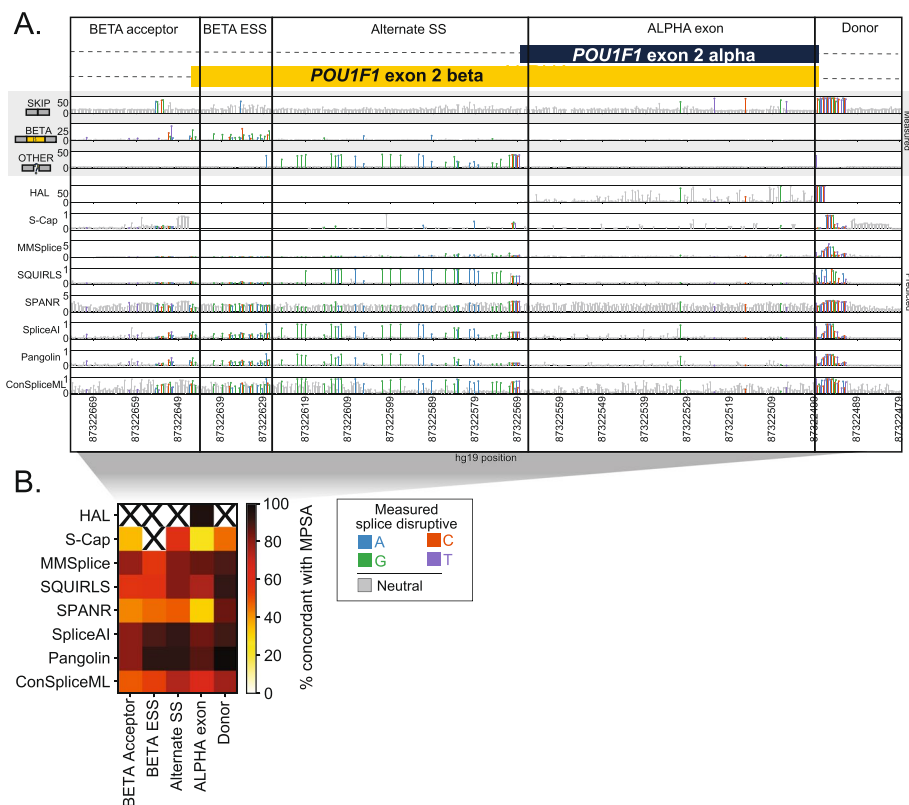 A.
BETA acceptor
BETA ESS
Alternate SS
ALPHA exon
Donor
POU1F1 exon 2 alpha
POU1F1 exon 2 beta
SKIP
50
0
BETA
25
0
OTHER
50
0
Measured
HAL
50
0
S-Cap
1
0
MMSplice
5
0
SQUIRLS
1
0
SPANR
5
0
SpliceAI
1
0
Pangolin
1
0
ConSpliceML
1
0
87322669
87322659
87322649
87322639
87322629
87322619
87322609
87322599
87322589
87322579
87322569
87322559
87322549
87322539
87322529
87322519
87322509
87322489
87322479
hg19 position
B.
HAL
S-Cap
MMSplice
SQUIRLS
SPANR
SpliceAI
Pangolin
ConSpliceML
BETA Acceptor
BETA ESS
Alternate SS
ALPHA exon
Donor
100
80
60
40
20
0
% concordant with MPSA
Measured
splice disruptive
A
C
G
T
Neutral